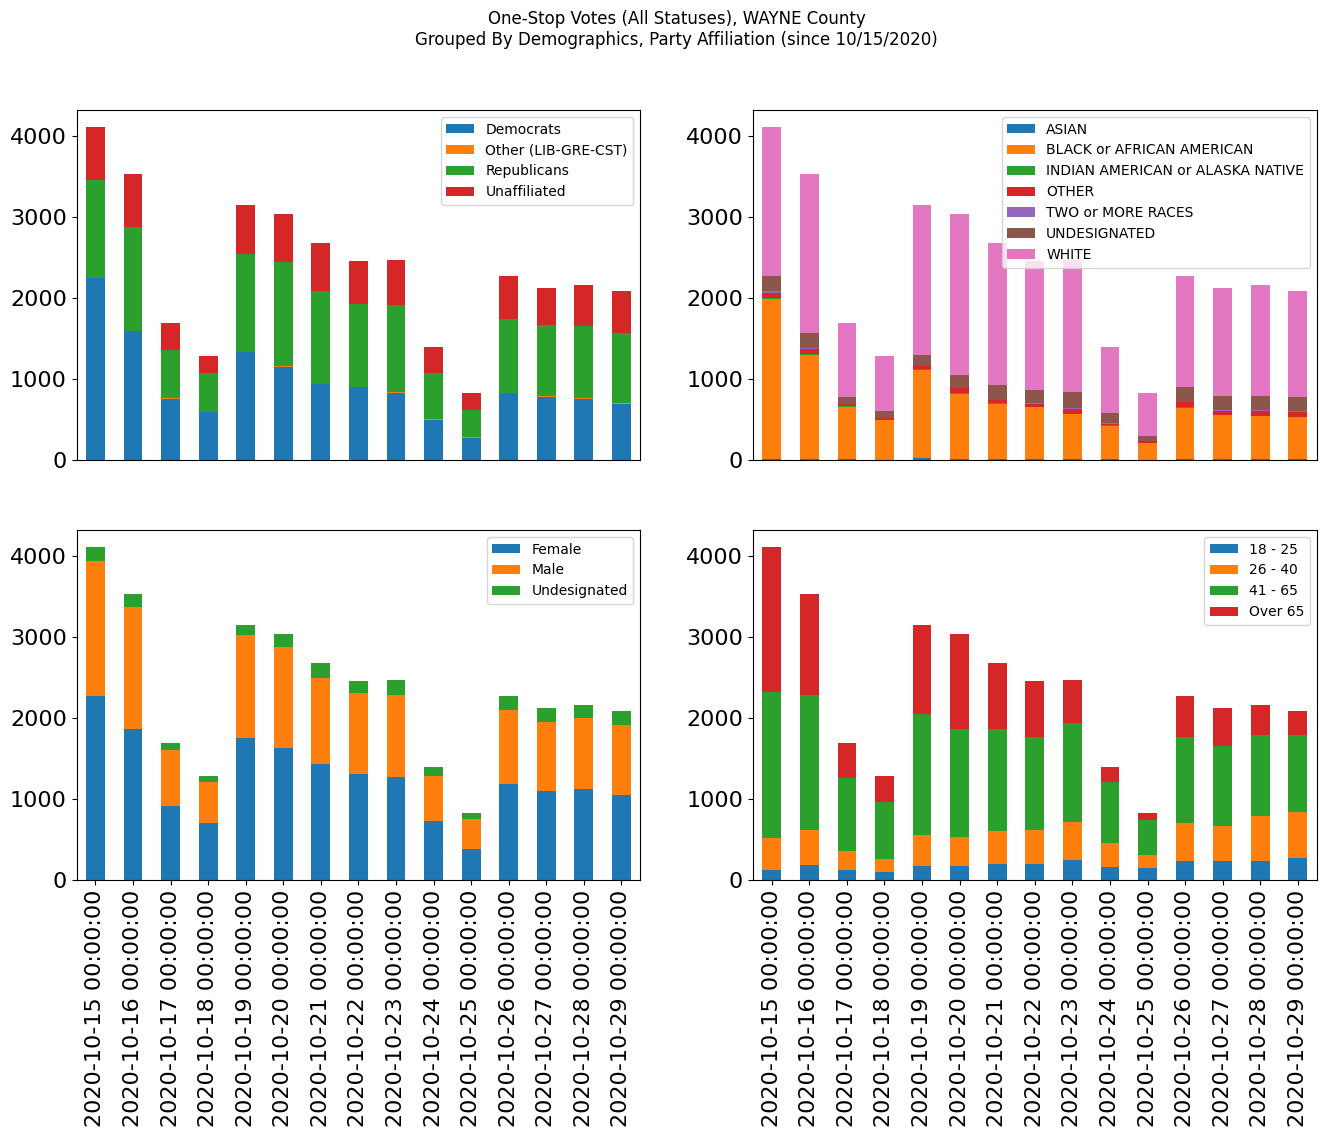 One-Stop Votes (All Statuses), WAYNE County
Grouped By Demographics, Party Affiliation (since 10/15/2020)
4000
3000
2000
1000
0
Democrats
Other (LIB-GRE-CST)
Republicans
Unaffiliated
4000
3000
2000
1000
0
ASIAN
BLACK or AFRICAN AMERICAN
INDIAN AMERICAN or ALASKA NATIVE
OTHER
TWO or MORE RACES
UNDESIGNATED
WHITE
4000
3000
2000
1000
0
Female
Male
Undesignated
2020-10-15 00:00:00
2020-10-16 00:00:00
2020-10-17 00:00:00
2020-10-18 00:00:00
2020-10-19 00:00:00
2020-10-20 00:00:00
2020-10-21 00:00:00
2020-10-22 00:00:00
2020-10-23 00:00:00
2020-10-24 00:00:00
2020-10-25 00:00:00
2020-10-26 00:00:00
2020-10-27 00:00:00
2020-10-28 00:00:00
2020-10-29 00:00:00
4000
3000
2000
1000
0
18 - 25
26 - 40
41 - 65
Over 65
2020-10-15 00:00:00
2020-10-16 00:00:00
2020-10-17 00:00:00
2020-10-18 00:00:00
2020-10-19 00:00:00
2020-10-20 00:00:00
2020-10-21 00:00:00
2020-10-22 00:00:00
2020-10-23 00:00:00
2020-10-24 00:00:00
2020-10-25 00:00:00
2020-10-26 00:00:00
2020-10-27 00:00:00
2020-10-28 00:00:00
2020-10-29 00:00:00